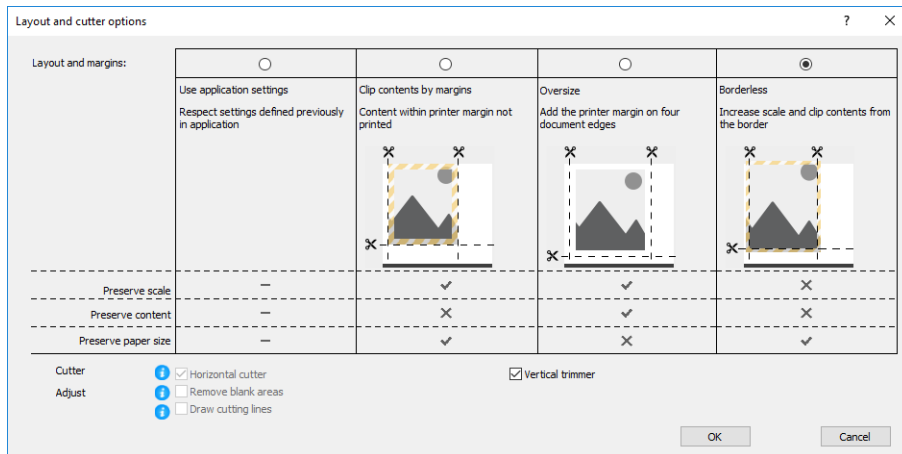 Layout and cutter options
Layout and margins:
Use application settings
Respect settings defined previously
in application
Clip contents by margins
Content within printer margin not
printed
Oversize
Add the printer margin on four
document edges
Borderless
Increase scale and clip contents from
the border
Preserve scale
Preserve content
Preserve paper size
Cutter
Horizontal cutter
Vertical trimmer
Adjust
Remove blank areas
Draw cutting lines
OK
Cancel